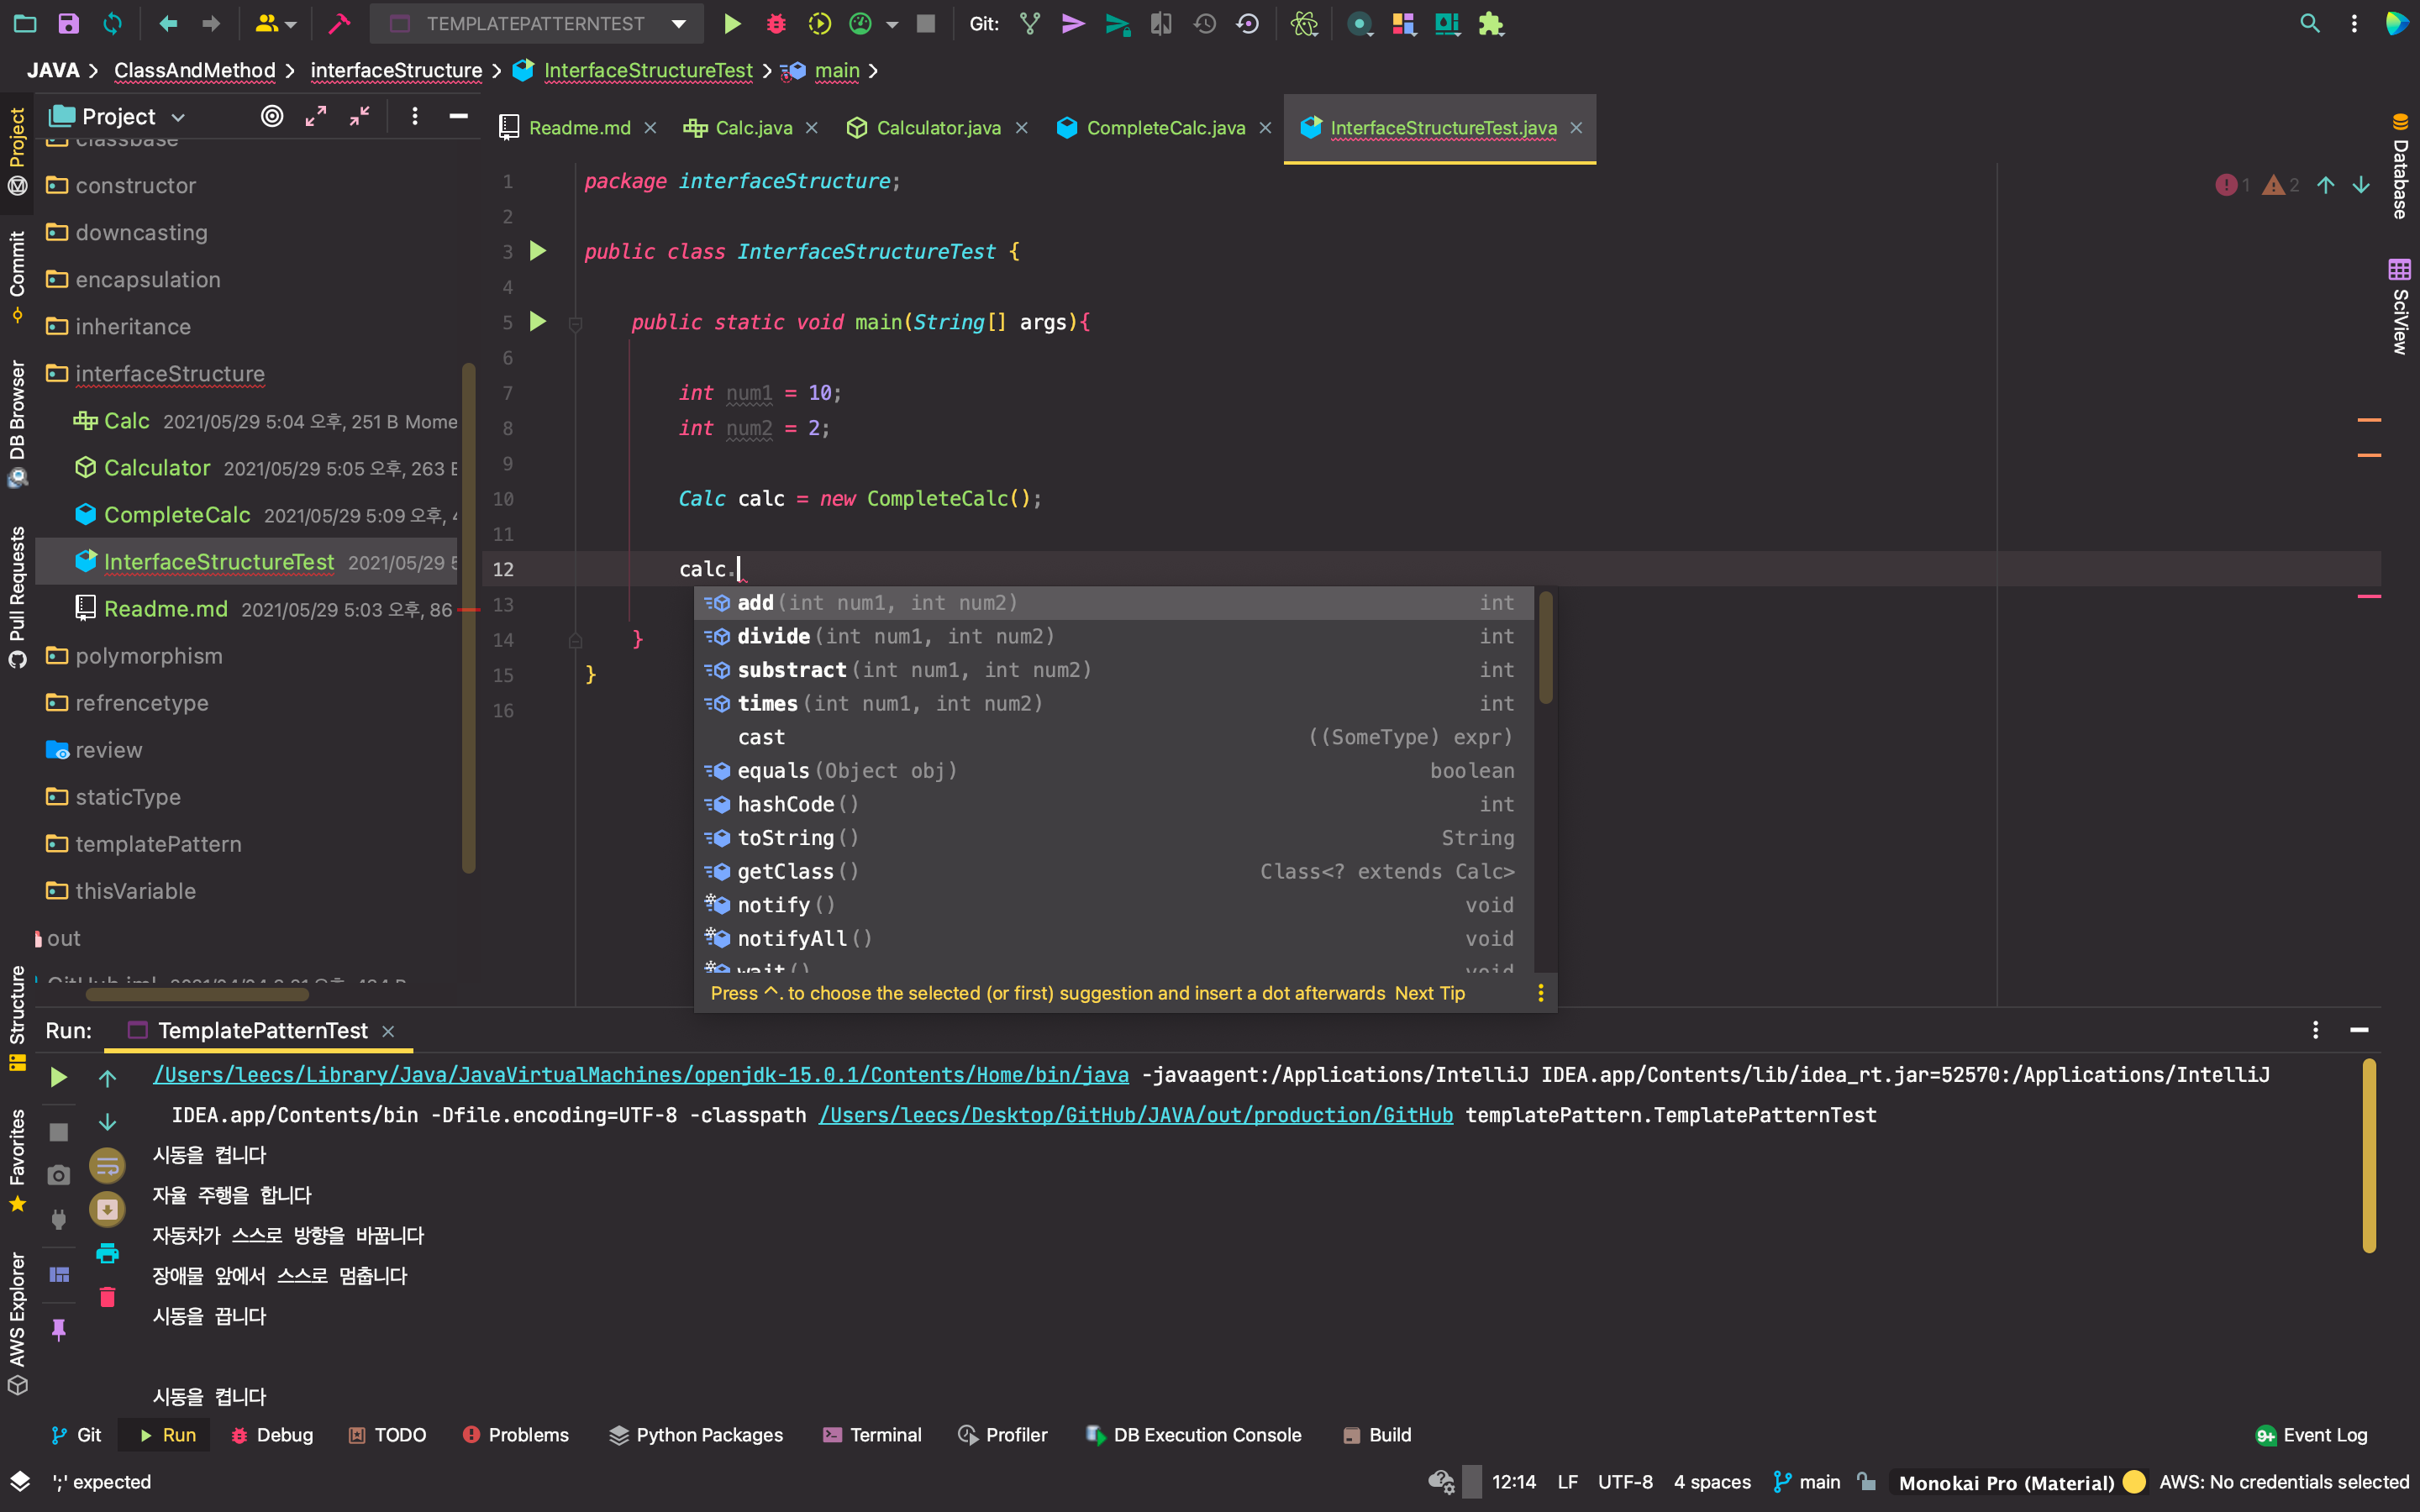 TEMPLATEPATTERNTEST Git:
JAVA ClassAndMethod interfaceStructure InterfaceStructureTest main
Project
constructor
downcasting
encapsulation
inheritance
interfaceStructure
Calc 2021/05/29 5:04 오후, 251 B Mome
Calculator 2021/05/29 5:05 오후, 263 B
CompleteCalc 2021/05/29 5:09 오후, 4
InterfaceStructureTest 2021/05/29 5
Readme.md 2021/05/29 5:03 오후, 86
polymorphism
refrencetype
review
staticType
templatePattern
thisVariable
out
Readme.md Calc.java Calculator.java CompleteCalc.java InterfaceStructureTest.java
1 package interfaceStructure;
2
3 public class InterfaceStructureTest {
4
5 public static void main(String[] args){
6
7 int num1 = 10;
8 int num2 = 2;
9
10 Calc calc = new CompleteCalc();
11
12 calc.
13
14 }
15 }
16
1 2
add(int num1, int num2) int
divide(int num1, int num2) int
substract(int num1, int num2) int
times(int num1, int num2) int
cast ((SomeType) expr)
equals(Object obj) boolean
hashCode() int
toString() String
getClass() Class<? extends Calc>
notify() void
notifyAll() void
wait() void
Press ^. to choose the selected (or first) suggestion and insert a dot afterwards Next Tip
Project
Commit
DB Browser
Pull Requests
Structure
Favorites
AWS Explorer
Database
SciView
Run: TemplatePatternTest
/Users/leecs/Library/Java/JavaVirtualMachines/openjdk-15.0.1/Contents/Home/bin/java -javaagent:/Applications/IntelliJ IDEA.app/Contents/lib/idea_rt.jar=52570:/Applications/IntelliJ
IDEA.app/Contents/bin -Dfile.encoding=UTF-8 -classpath /Users/leecs/Desktop/GitHub/JAVA/out/production/GitHub templatePattern.TemplatePatternTest
시동을 켭니다
자율 주행을 합니다
자동차가 스스로 방향을 바꿉니다
장애물 앞에서 스스로 멈춥니다
시동을 끕니다
시동을 켭니다
Git Run Debug TODO Problems Python Packages Terminal Profiler DB Execution Console Build 9+ Event Log
';' expected 12:14 LF UTF-8 4 spaces main Monokai Pro (Material) AWS: No credentials selected